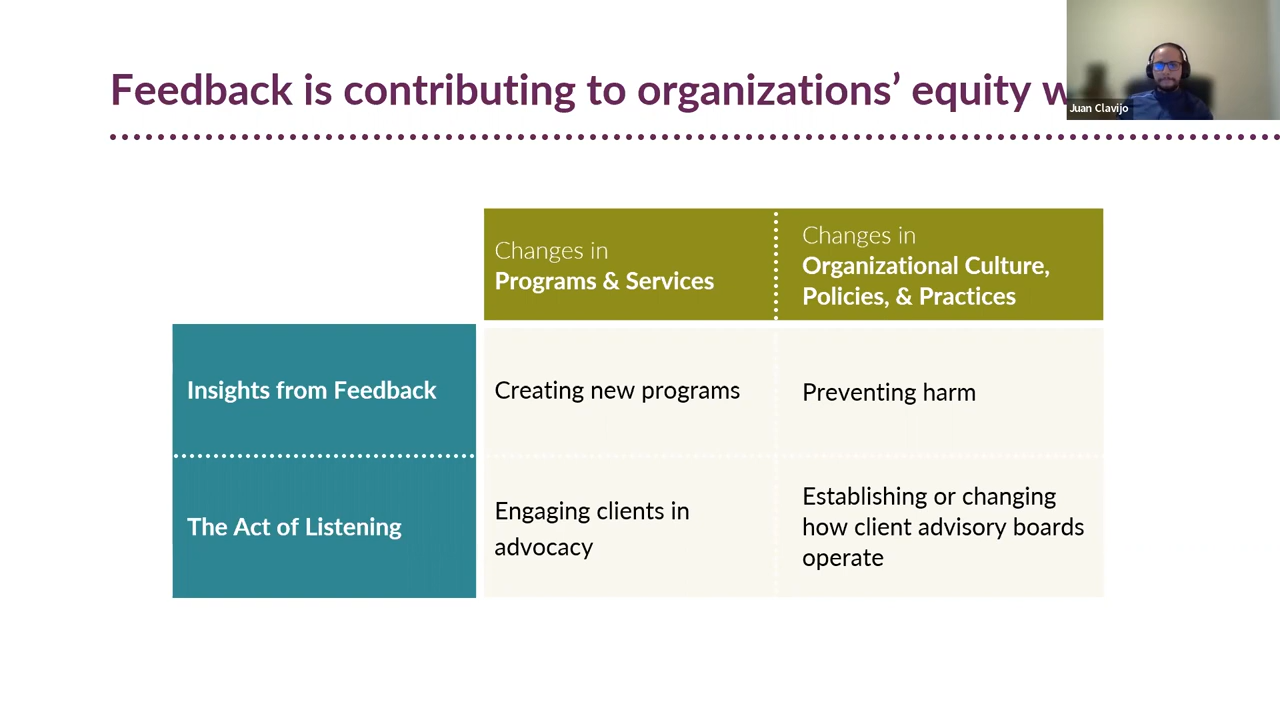 Feedback is contributing to organizations’ equity
Juan Clavijo
Changes in
Programs & Services
Changes in
Organizational Culture,
Policies, & Practices
Insights from Feedback
Creating new programs
Preventing harm
The Act of Listening
Engaging clients in
advocacy
Establishing or changing
how client advisory boards
operate